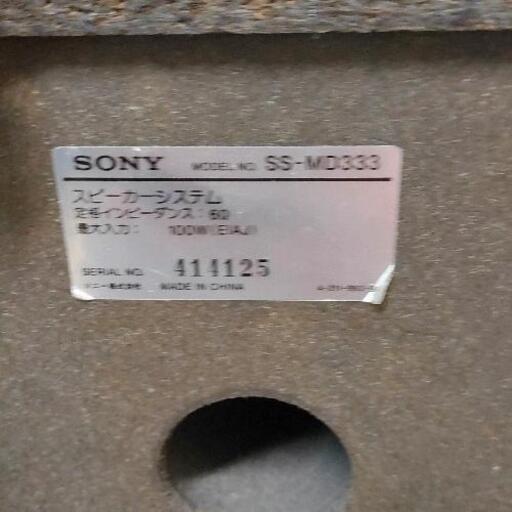 SONY MODEL NO. SS-MD333
スピーカーシステム
定格インピーダンス：6Ω
最大入力： 100W（EIAJ）
SERIAL NO. 414125
ソニー株式会社 MADE IN CHINA